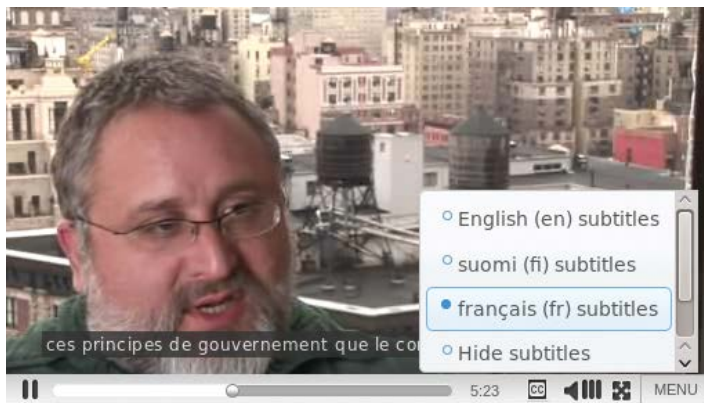 English (en) subtitles
suomi (fi) subtitles
français (fr) subtitles
Hide subtitles
ces principes de gouvernement que le
5:23
CC
MENU